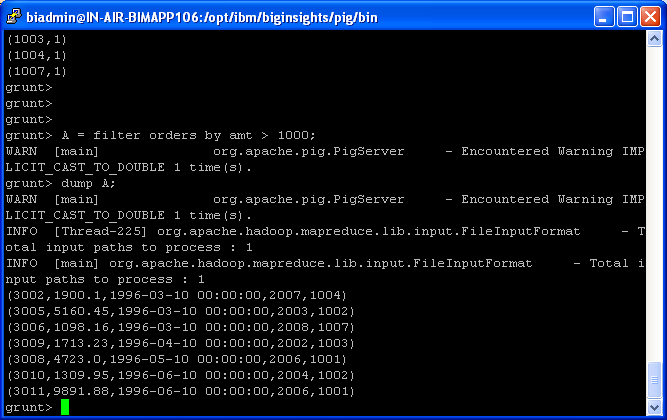 biadmin@IN-AIR-BIMAPP106:/opt/ibm/biginsights/pig/bin
(1003,1)
(1004,1)
(1007,1)
grunt>
grunt>
grunt>
grunt> A = filter orders by amt > 1000;
WARN  [main]              org.apache.pig.PigServer     - Encountered Warning IMP
LICIT_CAST_TO_DOUBLE 1 time(s).
grunt> dump A;
WARN  [main]              org.apache.pig.PigServer     - Encountered Warning IMP
LICIT_CAST_TO_DOUBLE 1 time(s).
INFO  [Thread-225] org.apache.hadoop.mapreduce.lib.input.FileInputFormat     - T
otal input paths to process : 1
INFO  [main] org.apache.hadoop.mapreduce.lib.input.FileInputFormat     - Total i
nput paths to process : 1
(3002,1900.1,1996-03-10 00:00:00,2007,1004)
(3005,5160.45,1996-03-10 00:00:00,2003,1002)
(3006,1098.16,1996-03-10 00:00:00,2008,1007)
(3009,1713.23,1996-04-10 00:00:00,2002,1003)
(3008,4723.0,1996-05-10 00:00:00,2006,1001)
(3010,1309.95,1996-06-10 00:00:00,2004,1002)
(3011,9891.88,1996-06-10 00:00:00,2006,1001)
grunt>